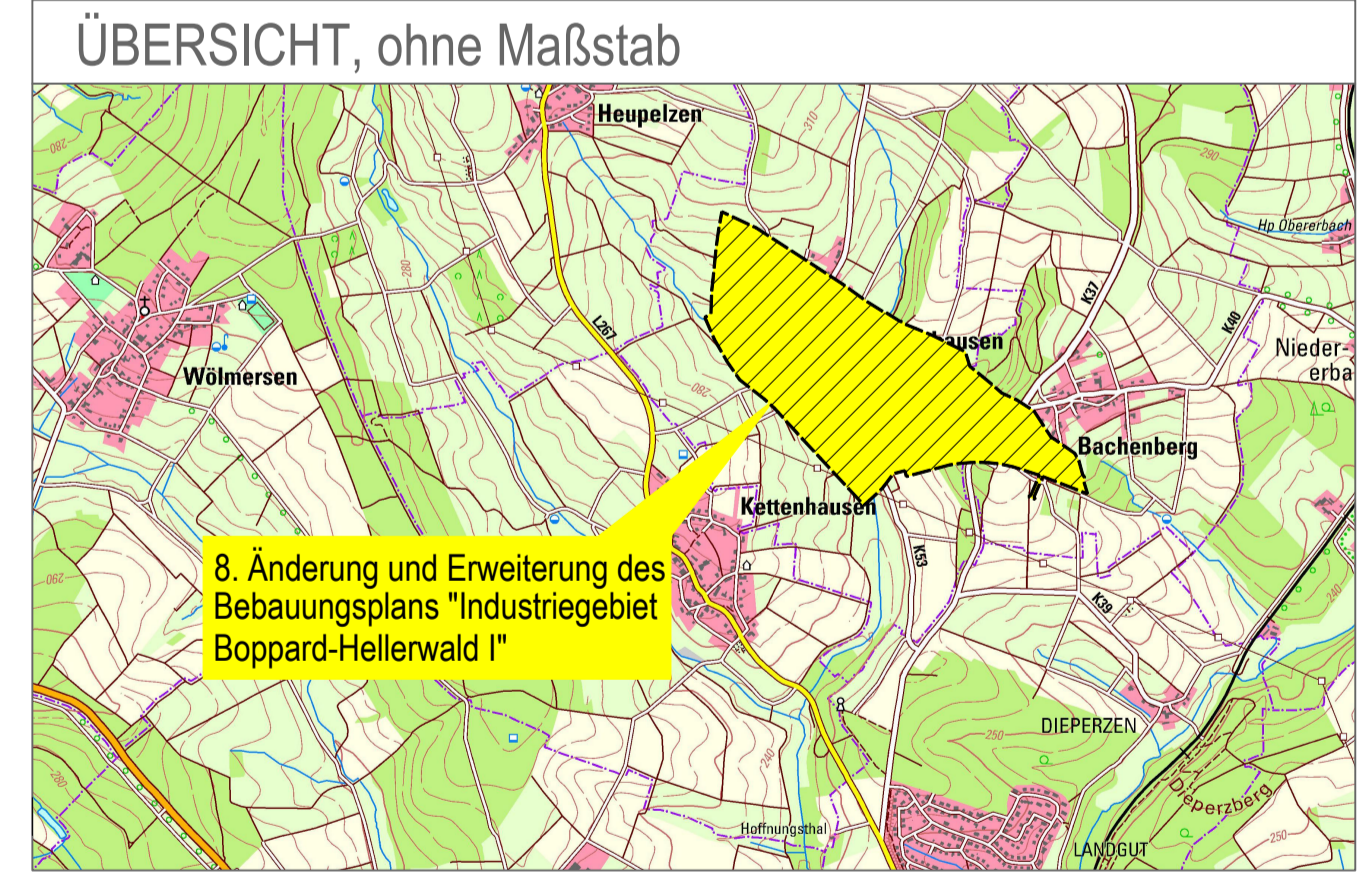 ÜBERSICHT, ohne Maßstab
Heupelzen
310
280
290
Hp Obererbach
280
L267
K37
K40
ausen
Nieder-
erba
Wölmersen
280
Bachenberg
Kettenhausen
8. Änderung und Erweiterung des
Bebauungsplans "Industriegebiet
Boppard-Hellerwald I"
K53
290
K39
240
DIEPERZEN
250
240
280
Dieperzberg
Hoffnungsthal
250
LANDGUT